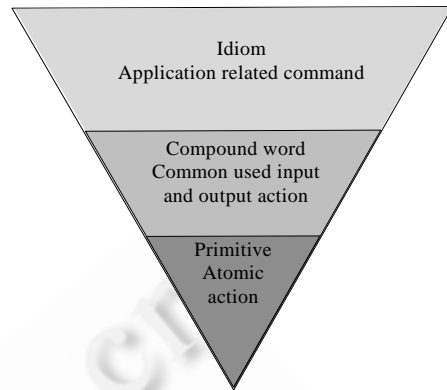 Idiom
Application related command
Compound word
Common used input
and output action
Primitive
Atomic
action